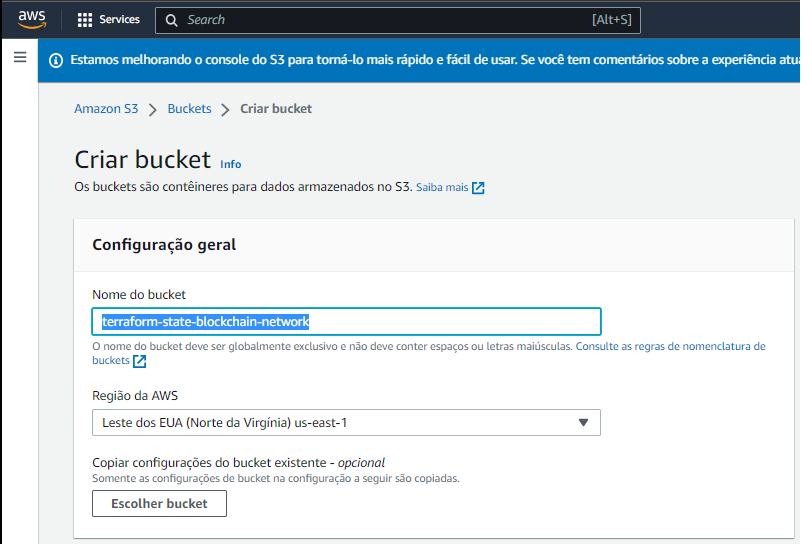 aws
Services
Search
[Alt+S]
Estamos melhorando o console do S3 para torná-lo mais rápido e fácil de usar. Se você tem comentários sobre a experiência atua
Amazon S3
Buckets
Criar bucket
Criar bucket Info
Os buckets são contêineres para dados armazenados no S3. Saiba mais
Configuração geral
Nome do bucket
terraform-state-blockchain-network
O nome do bucket deve ser globalmente exclusivo e não deve conter espaços ou letras maiúsculas. Consulte as regras de nomenclatura de
buckets
Região da AWS
Leste dos EUA (Norte da Virgínia) us-east-1
Copiar configurações do bucket existente - opcional
Somente as configurações de bucket na configuração a seguir são copiadas.
Escolher bucket